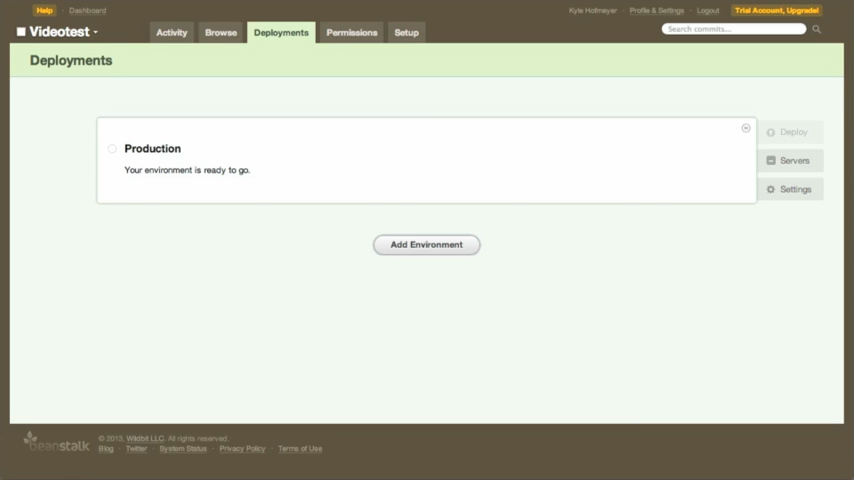 Help · Dashboard
Kyle Hofmeyer · Profile & Settings · Logout
Trial Account, Upgrade!
Videotest
Activity
Browse
Deployments
Permissions
Setup
Search commits...
Deployments
Production
Your environment is ready to go.
Deploy
Servers
Settings
Add Environment
beanstalk
© 2013, Wildbit LLC. All rights reserved.
Blog · Twitter · System Status · Privacy Policy · Terms of Use